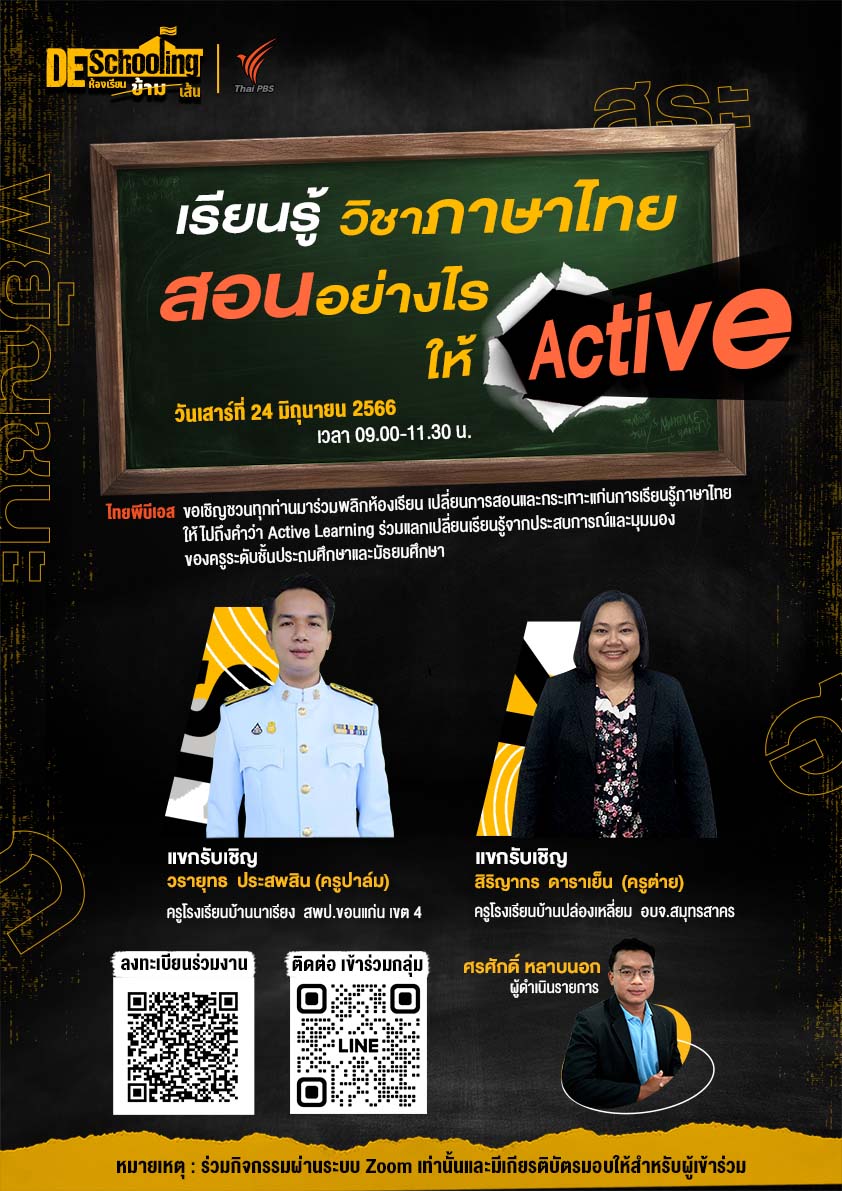 DESchooling
ห้องเรียน ข้าม เส้น
Thai PBS
สระ
พยัญชนะ
เรียนรู้ วิชาภาษาไทย
สอนอย่างไร
ให้ Active
วันเสาร์ที่ 24 มิถุนายน 2566
เวลา 09.00-11.30 น.
ไทยพีบีเอส ขอเชิญชวนทุกท่านมาร่วมพลิกห้องเรียน เปลี่ยนการสอนและกระเทาะแก่นการเรียนรู้ภาษาไทย
ให้ไปถึงคำว่า Active Learning ร่วมแลกเปลี่ยนเรียนรู้จากประสบการณ์และมุมมอง
ของครูระดับชั้นประถมศึกษาและมัธยมศึกษา
แขกรับเชิญ
วรายุทธ ประสพสิน (ครูปาล์ม)
ครูโรงเรียนบ้านนาเรียง สพป.ขอนแก่น เขต 4
แขกรับเชิญ
สิริญากร ดาราเย็น (ครูต่าย)
ครูโรงเรียนบ้านปล่องเหลี่ยม อบจ.สมุทรสาคร
ลงทะเบียนร่วมงาน
ติดต่อ เข้าร่วมกลุ่ม
LINE
ศรศักดิ์ หลาบนอก
ผู้ดำเนินรายการ
หมายเหตุ : ร่วมกิจกรรมผ่านระบบ Zoom เท่านั้นและมีเกียรติบัตรมอบให้สำหรับผู้เข้าร่วม